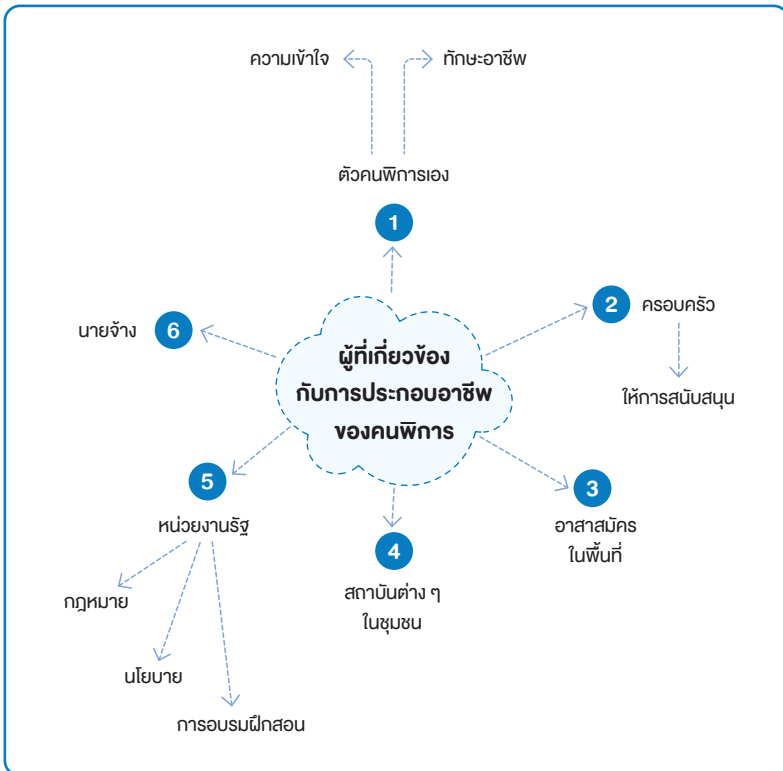 ความเข้าใจ
ทักษะอาชีพ
ตัวคนพิการเอง
1
2 ครอบครัว
ให้การสนับสนุน
นายจ้าง 6
ผู้ที่เกี่ยวข้อง
กับการประกอบอาชีพ
ของคนพิการ
5
หน่วยงานรัฐ
กฎหมาย
นโยบาย
การอบรมฝึกสอน
4
สถาบันต่าง ๆ
ในชุมชน
3
อาสาสมัคร
ในพื้นที่